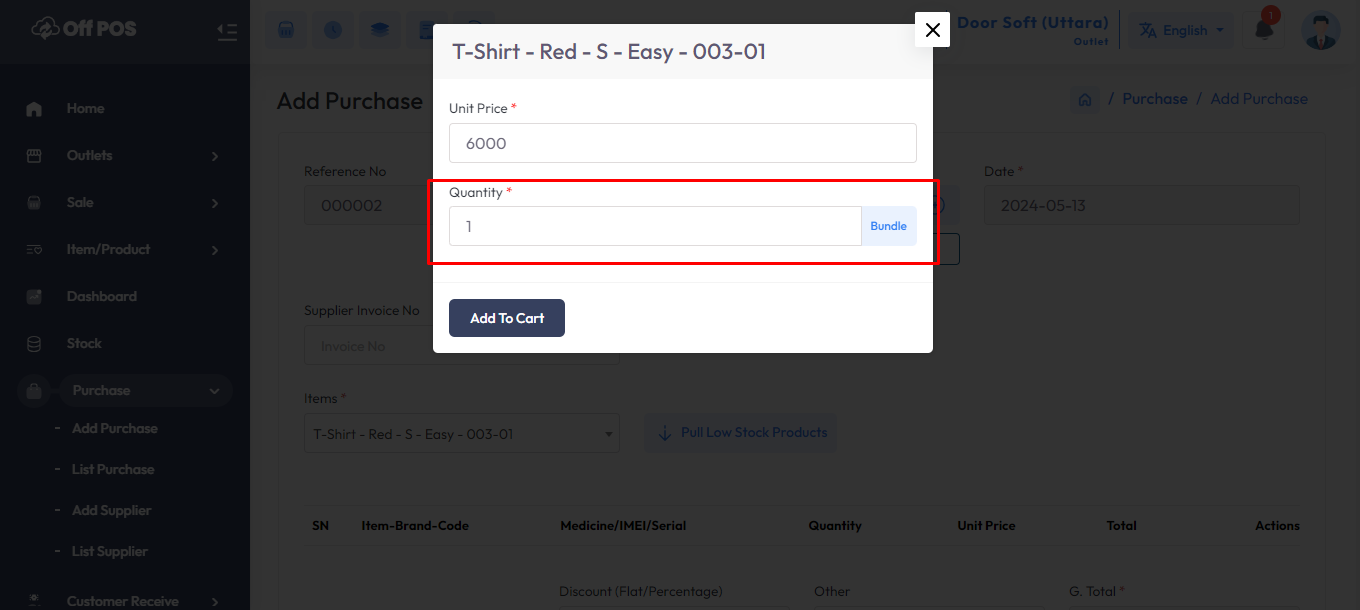 Off POS
Door Soft (Uttara)
Outlet
English
1
T-Shirt - Red - S - Easy - 003-01
Home
Outlets
Sale
Item/Product
Dashboard
Stock
Purchase
- Add Purchase
- List Purchase
- Add Supplier
- List Supplier
Customer Receive
Add Purchase
/ Purchase / Add Purchase
Unit Price *
6000
Quantity *
1
Bundle
Add To Cart
Reference No
000002
Date *
2024-05-13
Supplier Invoice No
Invoice No
Items *
T-Shirt - Red - S - Easy - 003-01
Pull Low Stock Products
SN Item-Brand-Code Medicine/IMEI/Serial Quantity Unit Price Total Actions
Discount (Flat/Percentage) Other G. Total *